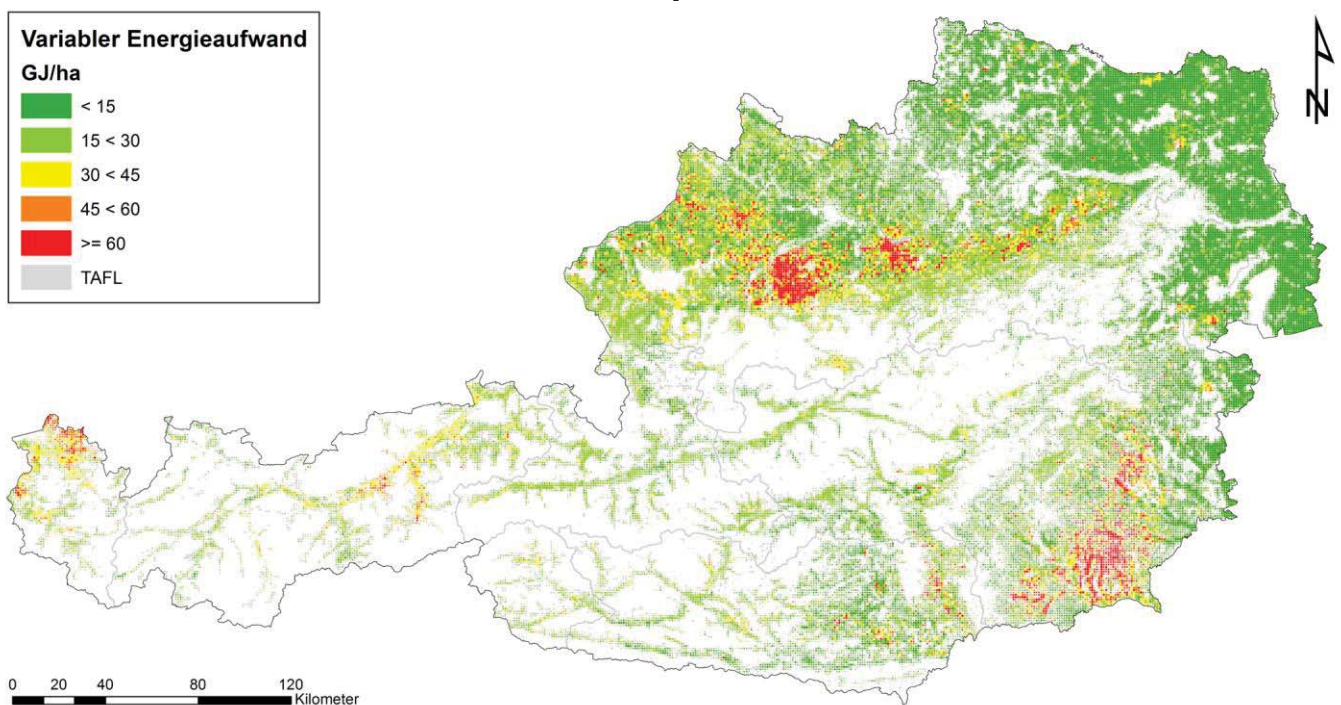 Variabler Energieaufwand
GJ/ha
< 15
15 < 30
30 < 45
45 < 60
>= 60
TAFL
N
0 20 40 80 120
Kilometer